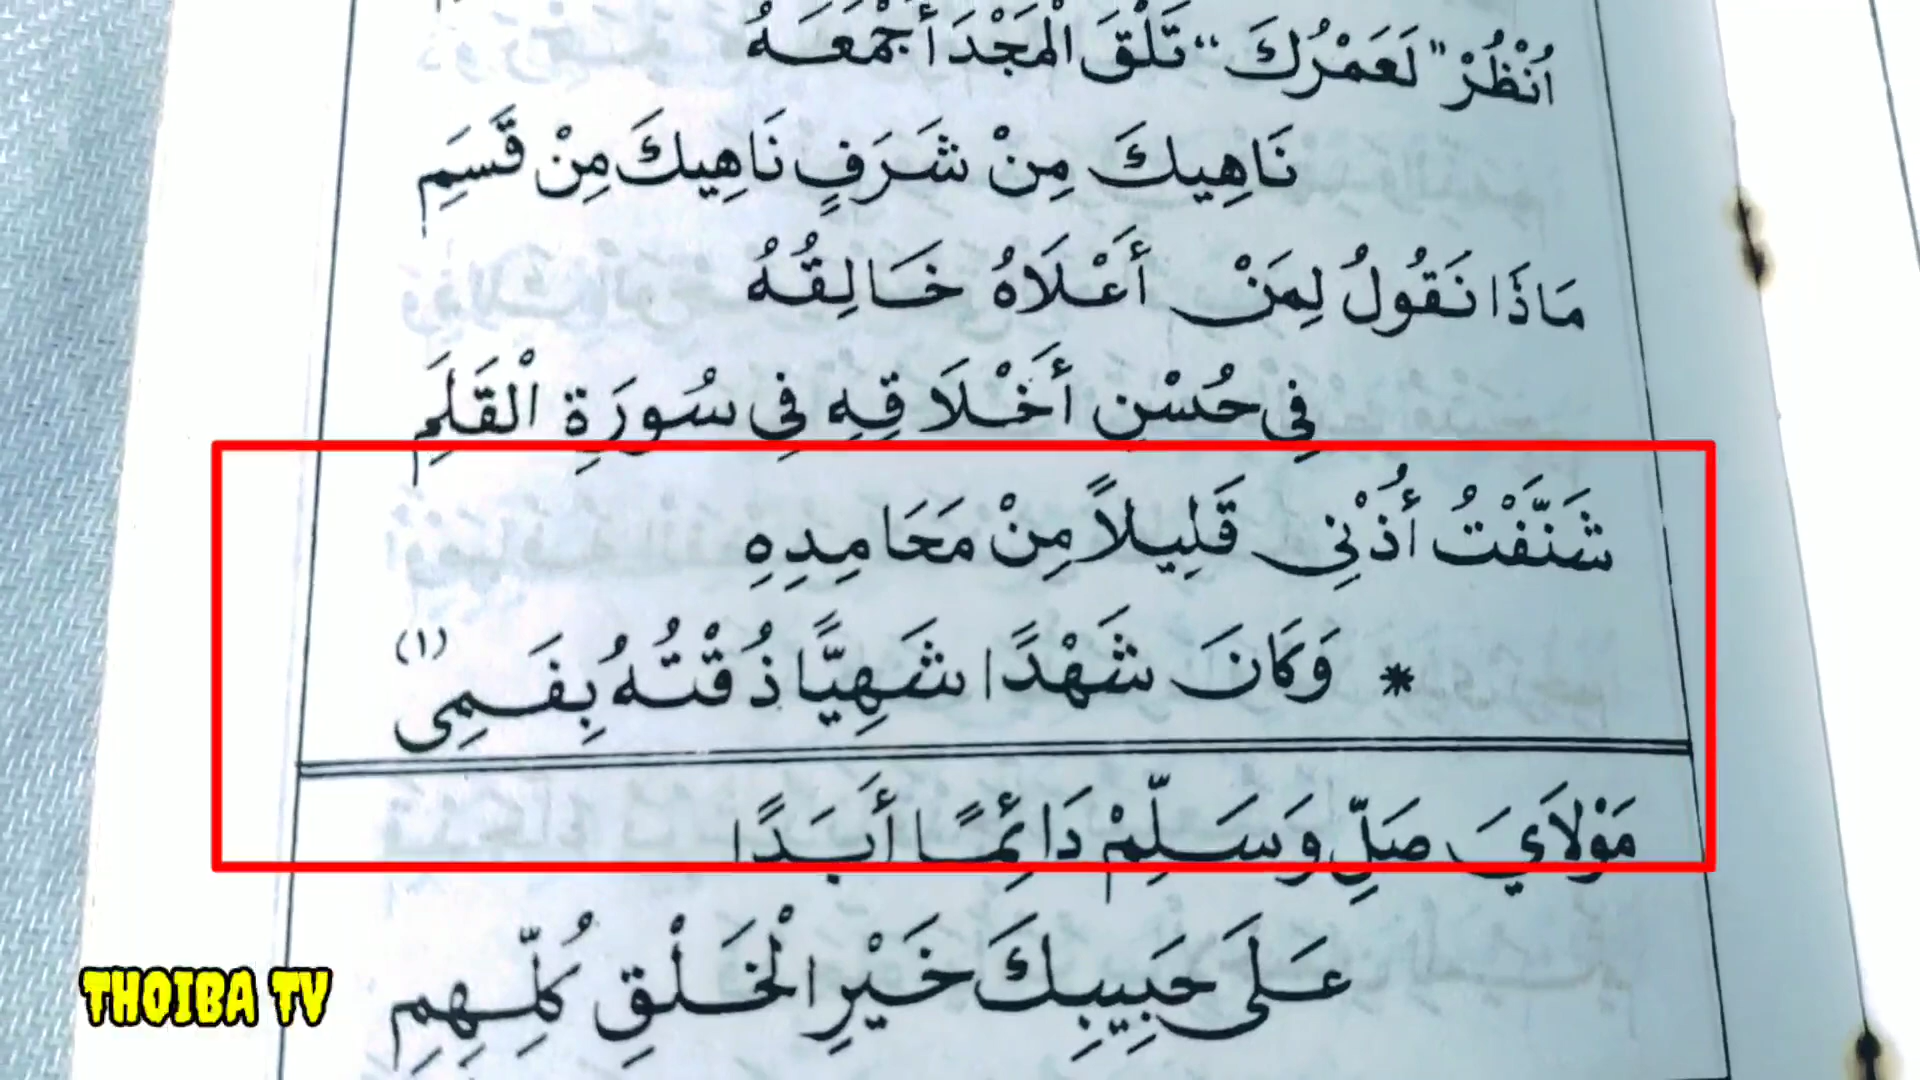 اُنْظُرْ "لَعَمْرُكَ" تَلْقَ الْمَجْدَ أَجْمَعَهُ
نَاهِيكَ مِنْ شَرَفٍ نَاهِيكَ مِنْ قَسَمِ
مَاذَا نَقُولُ لِمَنْ أَعْلَاهُ خَالِقُهُ
فِى حُسْنِ أَخْلَاقِهِ فِى سُورَةِ الْقَلَمِ
شَنَّفْتُ أُذْنِى قَلِيلًا مِنْ مَحَامِدِهِ
* وَكَانَ شَهْدًا شَهِيًّا ذُقْتُهُ بِفَمِى (١)
مَوْلَايَ صَلِّ وَسَلِّمْ دَائِمًا أَبَدًا
عَلَى حَبِيبِكَ خَيْرِ الْخَلْقِ كُلِّهِمِ
THOIBA TV